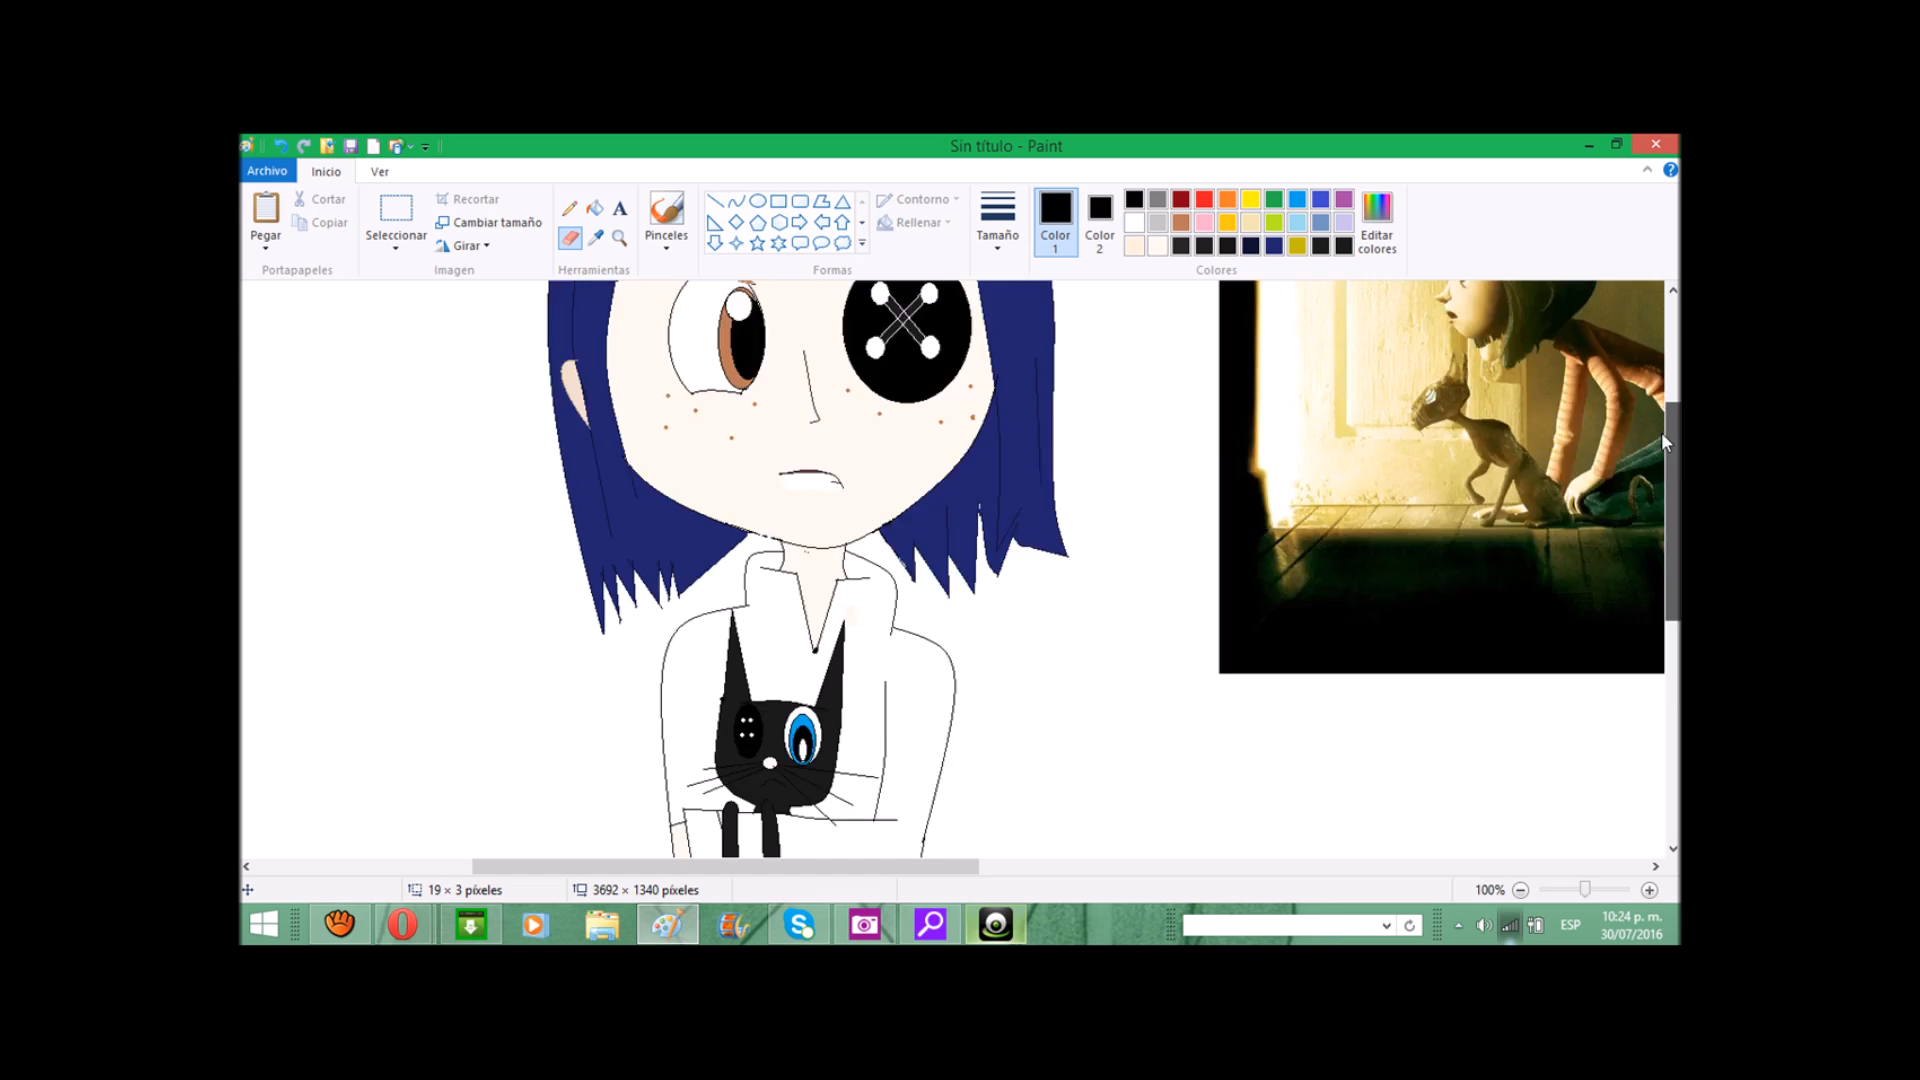 Sin título - Paint
Archivo Inicio Ver
Pegar
Cortar
Copiar
Portapapeles
Seleccionar
Recortar
Cambiar tamaño
Girar
Imagen
A
Herramientas
Pinceles
Formas
Contorno
Rellenar
Tamaño
Color
1
Color
2
Editar
colores
Colores
19 × 3 píxeles
3692 × 1340 píxeles
100%
ESP
10:24 p. m.
30/07/2016